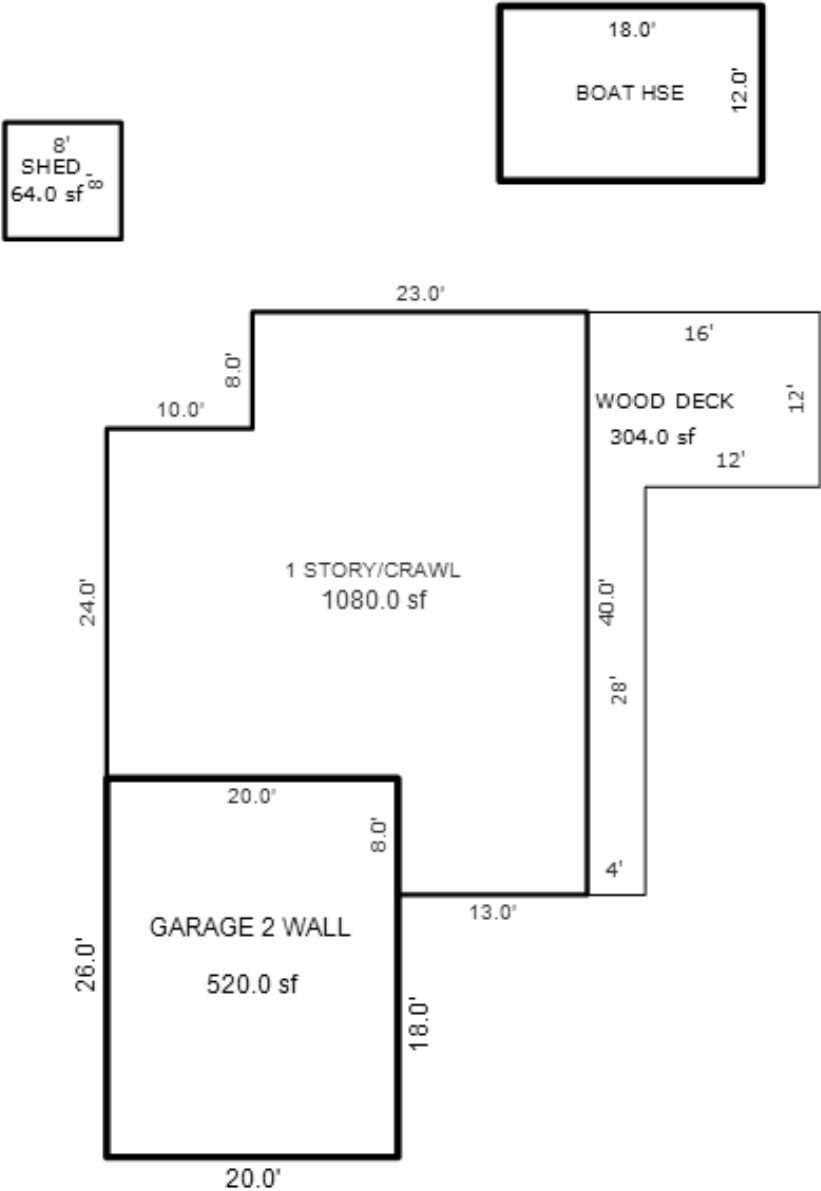 18.0'
BOAT HSE
12.0'
8'
SHED
8'
64.0 sf
23.0'
8.0'
10.0'
16'
WOOD DECK
12'
304.0 sf
12'
24.0'
1 STORY/CRAWL
1080.0 sf
40.0'
28'
20.0'
8.0'
4'
13.0'
GARAGE 2 WALL
26.0'
520.0 sf
18.0'
20.0'